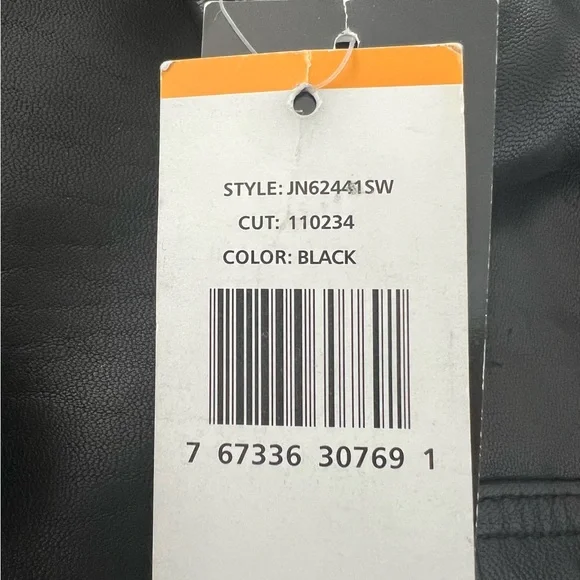 STYLE: JN62441SW
CUT: 110234
COLOR: BLACK
7 67336 30769 1